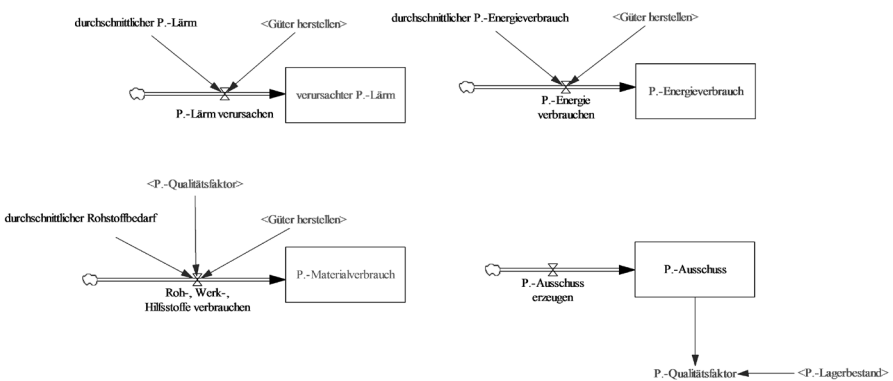 durchschnittlicher P.-Lärm
<Güter herstellen>
verursachter P.-Lärm
P.-Lärm verursachen
durchschnittlicher P.-Energieverbrauch
<Güter herstellen>
P.-Energieverbrauch
P.-Energie
verbrauchen
<P.-Qualitätsfaktor>
durchschnittlicher Rohstoffbedarf
<Güter herstellen>
P.-Materialverbrauch
Roh-, Werk-,
Hilfsstoffe verbrauchen
P.-Ausschuss
P.-Ausschuss
erzeugen
P.-Qualitätsfaktor
<P.-Lagerbestand>